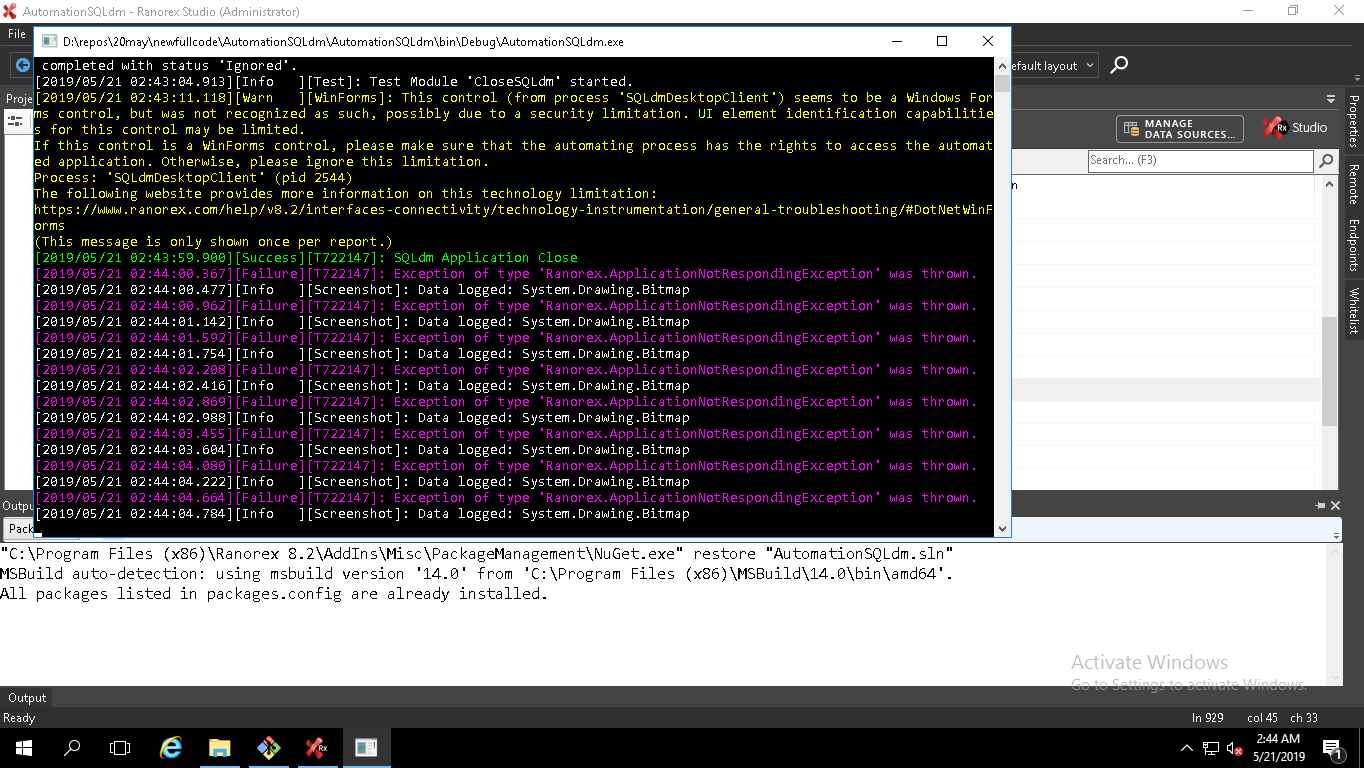 AutomationSQLdm - Ranorex Studio (Administrator)
File
D:\repos\20may\newfullcode\AutomationSQLdm\AutomationSQLdm\bin\Debug\AutomationSQLdm.exe
efault layout
Proje
completed with status 'Ignored'.
[2019/05/21 02:43:04.913][Info   ][Test]: Test Module 'CloseSQLdm' started.
[2019/05/21 02:43:11.118][Warn   ][WinForms]: This control (from process 'SQLdmDesktopClient') seems to be a Windows For
ms control, but was not recognized as such, possibly due to a security limitation. UI element identification capabilitie
s for this control may be limited.
If this control is a WinForms control, please make sure that the automating process has the rights to access the automat
ed application. Otherwise, please ignore this limitation.
Process: 'SQLdmDesktopClient' (pid 2544)
The following website provides more information on this technology limitation:
https://www.ranorex.com/help/v8.2/interfaces-connectivity/technology-instrumentation/general-troubleshooting/#DotNetWinF
orms
(This message is only shown once per report.)
[2019/05/21 02:43:59.900][Success][T722147]: SQLdm Application Close
[2019/05/21 02:44:00.367][Failure][T722147]: Exception of type 'Ranorex.ApplicationNotRespondingException' was thrown.
[2019/05/21 02:44:00.477][Info   ][Screenshot]: Data logged: System.Drawing.Bitmap
[2019/05/21 02:44:00.962][Failure][T722147]: Exception of type 'Ranorex.ApplicationNotRespondingException' was thrown.
[2019/05/21 02:44:01.142][Info   ][Screenshot]: Data logged: System.Drawing.Bitmap
[2019/05/21 02:44:01.592][Failure][T722147]: Exception of type 'Ranorex.ApplicationNotRespondingException' was thrown.
[2019/05/21 02:44:01.754][Info   ][Screenshot]: Data logged: System.Drawing.Bitmap
[2019/05/21 02:44:02.208][Failure][T722147]: Exception of type 'Ranorex.ApplicationNotRespondingException' was thrown.
[2019/05/21 02:44:02.416][Info   ][Screenshot]: Data logged: System.Drawing.Bitmap
[2019/05/21 02:44:02.869][Failure][T722147]: Exception of type 'Ranorex.ApplicationNotRespondingException' was thrown.
[2019/05/21 02:44:02.988][Info   ][Screenshot]: Data logged: System.Drawing.Bitmap
[2019/05/21 02:44:03.455][Failure][T722147]: Exception of type 'Ranorex.ApplicationNotRespondingException' was thrown.
[2019/05/21 02:44:03.604][Info   ][Screenshot]: Data logged: System.Drawing.Bitmap
[2019/05/21 02:44:04.080][Failure][T722147]: Exception of type 'Ranorex.ApplicationNotRespondingException' was thrown.
[2019/05/21 02:44:04.222][Info   ][Screenshot]: Data logged: System.Drawing.Bitmap
[2019/05/21 02:44:04.664][Failure][T722147]: Exception of type 'Ranorex.ApplicationNotRespondingException' was thrown.
[2019/05/21 02:44:04.784][Info   ][Screenshot]: Data logged: System.Drawing.Bitmap
MANAGE
DATA SOURCES...
Rx Studio
Search... (F3)
n
Properties
Remote
Endpoints
Whitelist
Outpu
Pack
"C:\Program Files (x86)\Ranorex 8.2\AddIns\Misc\PackageManagement\NuGet.exe" restore "AutomationSQLdm.sln"
MSBuild auto-detection: using msbuild version '14.0' from 'C:\Program Files (x86)\MSBuild\14.0\bin\amd64'.
All packages listed in packages.config are already installed.
Activate Windows
Go to Settings to activate Windows.
Output
Ready
ln 929 col 45 ch 33
Rx
2:44 AM
5/21/2019
1